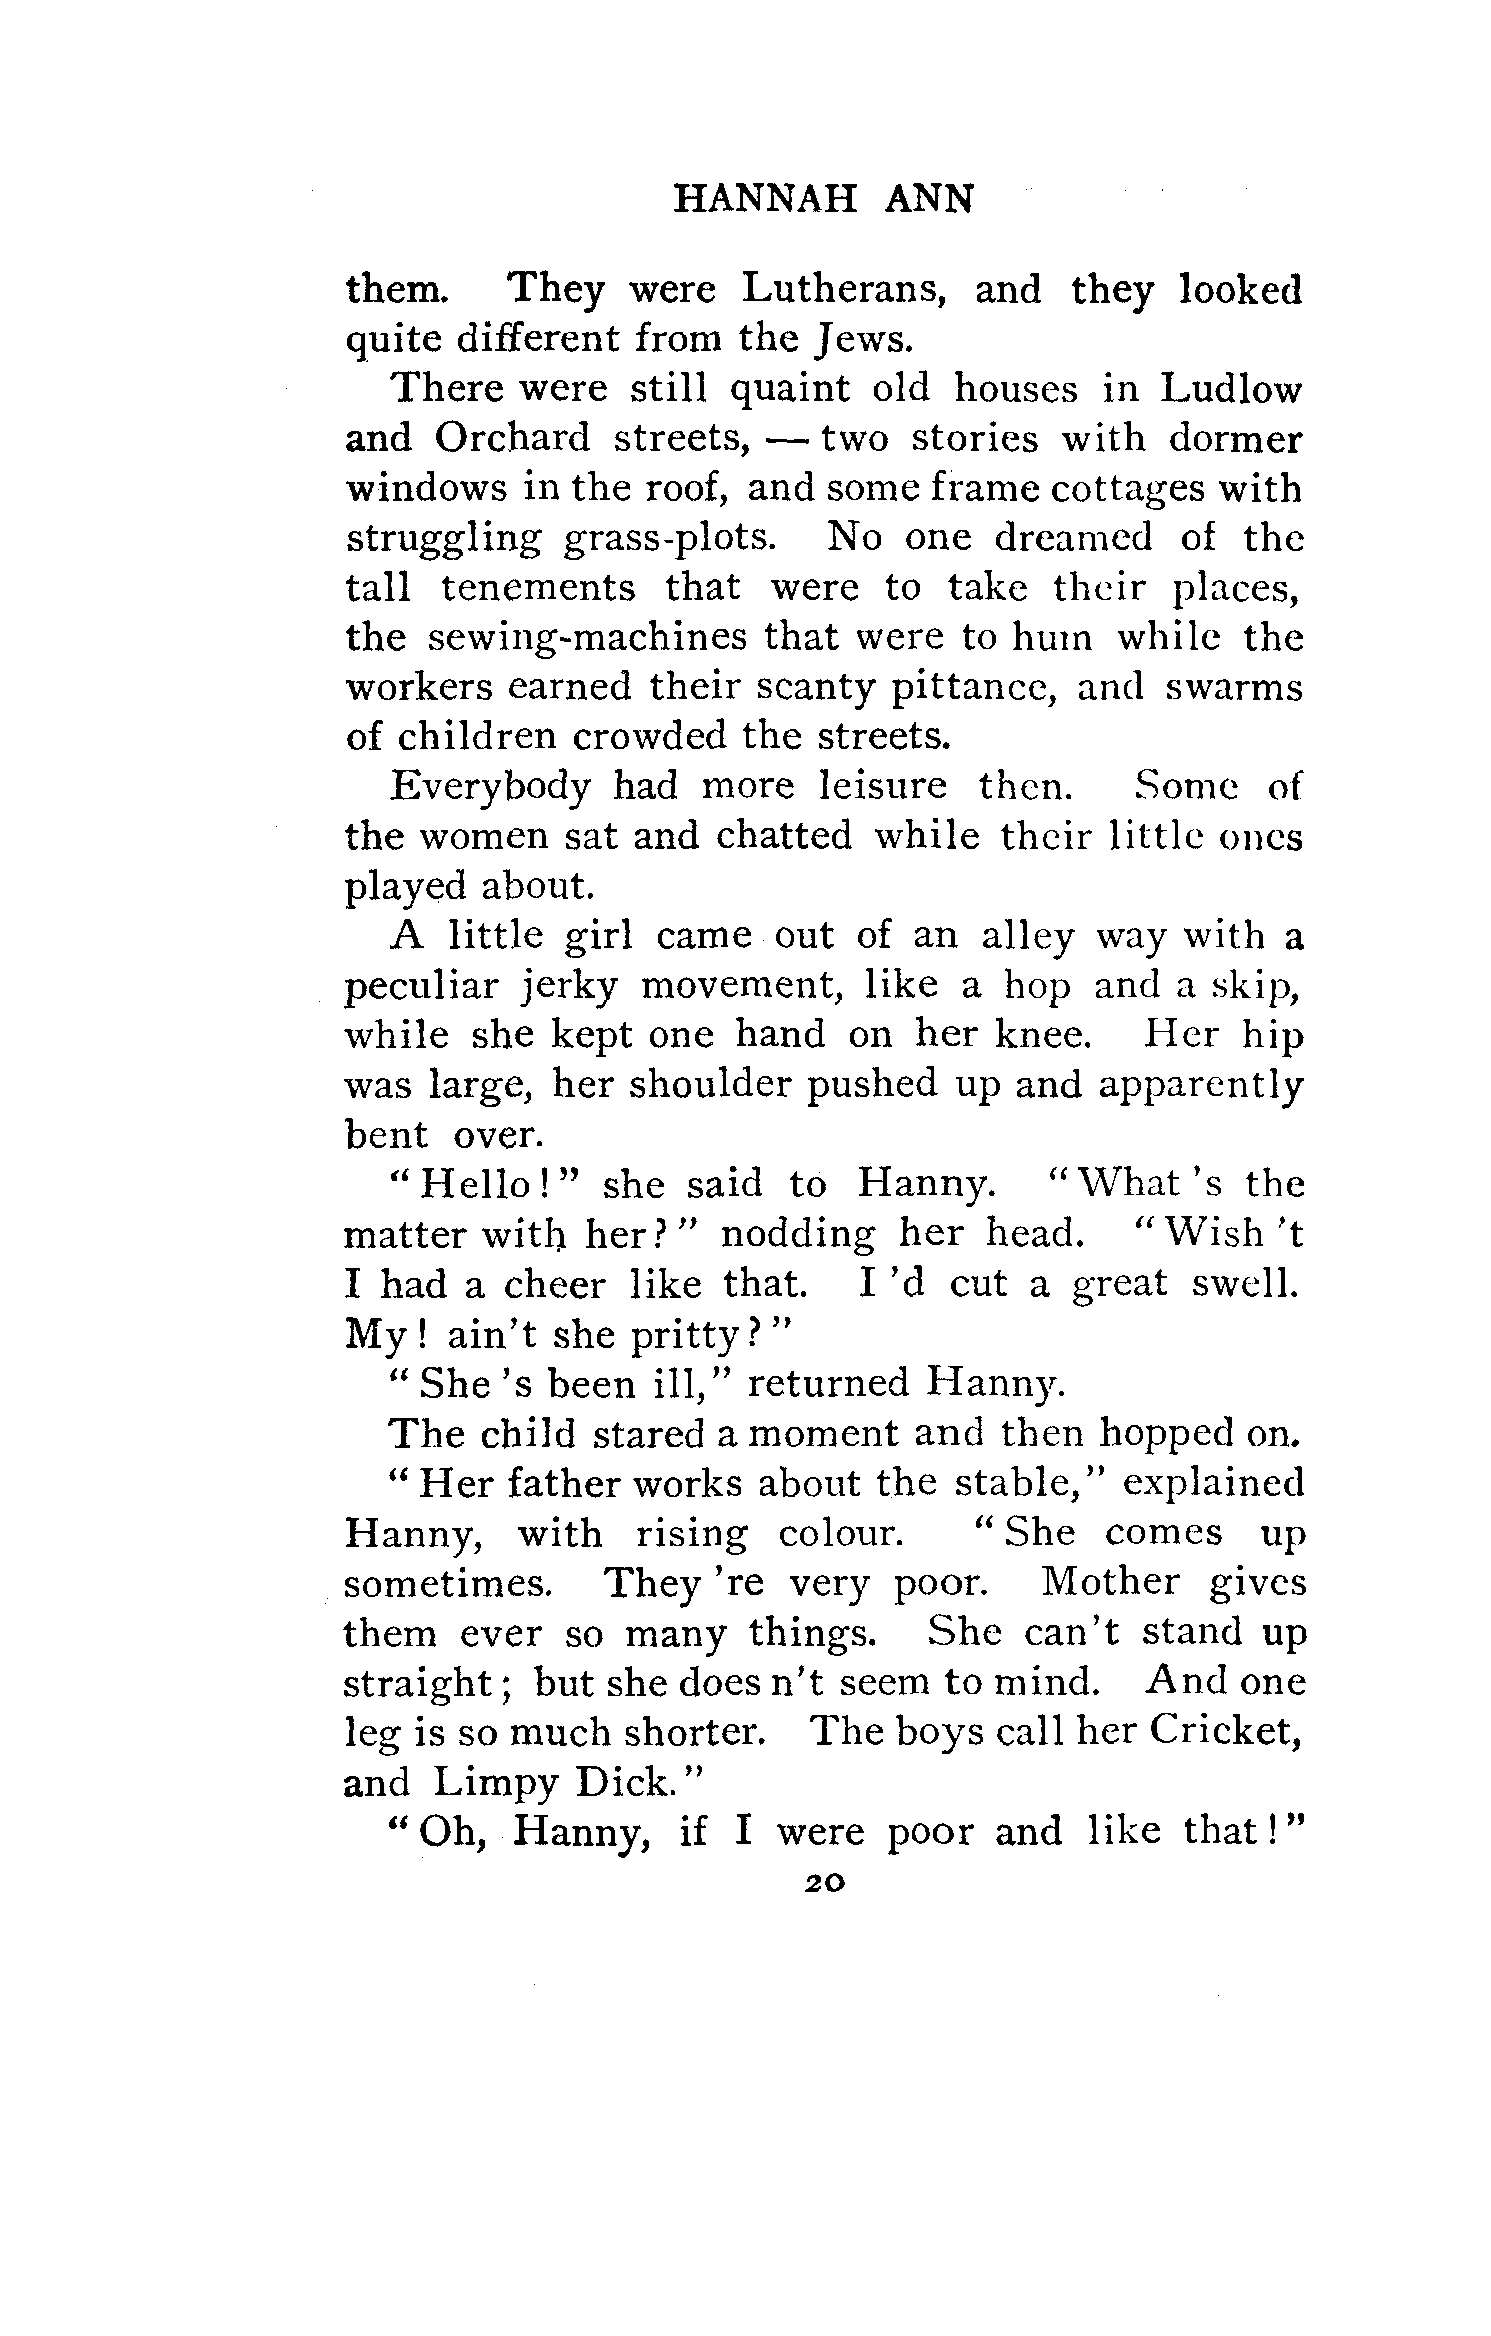 HANNAH ANN
them. They were Lutherans, and they looked
quite different from the Jews.
There were still quaint old houses in Ludlow
and Orchard streets, — two stories with dormer
windows in the roof, and some frame cottages with
struggling grass-plots. No one dreamed of the
tall tenements that were to take their places,
the sewing-machines that were to hum while the
workers earned their scanty pittance, and swarms
of children crowded the streets.
Everybody had more leisure then. Some of
the women sat and chatted while their little ones
played about.
A little girl came out of an alley way with a
peculiar jerky movement, like a hop and a skip,
while she kept one hand on her knee. Her hip
was large, her shoulder pushed up and apparently
bent over.
"Hello!" she said to Hanny. "What 's the
matter with her?" nodding her head. "Wish 't
I had a cheer like that. I 'd cut a great swell.
My! ain't she pritty?"
"She 's been ill," returned Hanny.
The child stared a moment and then hopped on.
"Her father works about the stable," explained
Hanny, with rising colour. "She comes up
sometimes. They 're very poor. Mother gives
them ever so many things. She can't stand up
straight; but she does n't seem to mind. And one
leg is so much shorter. The boys call her Cricket,
and Limpy Dick."
"Oh, Hanny, if I were poor and like that!"
20